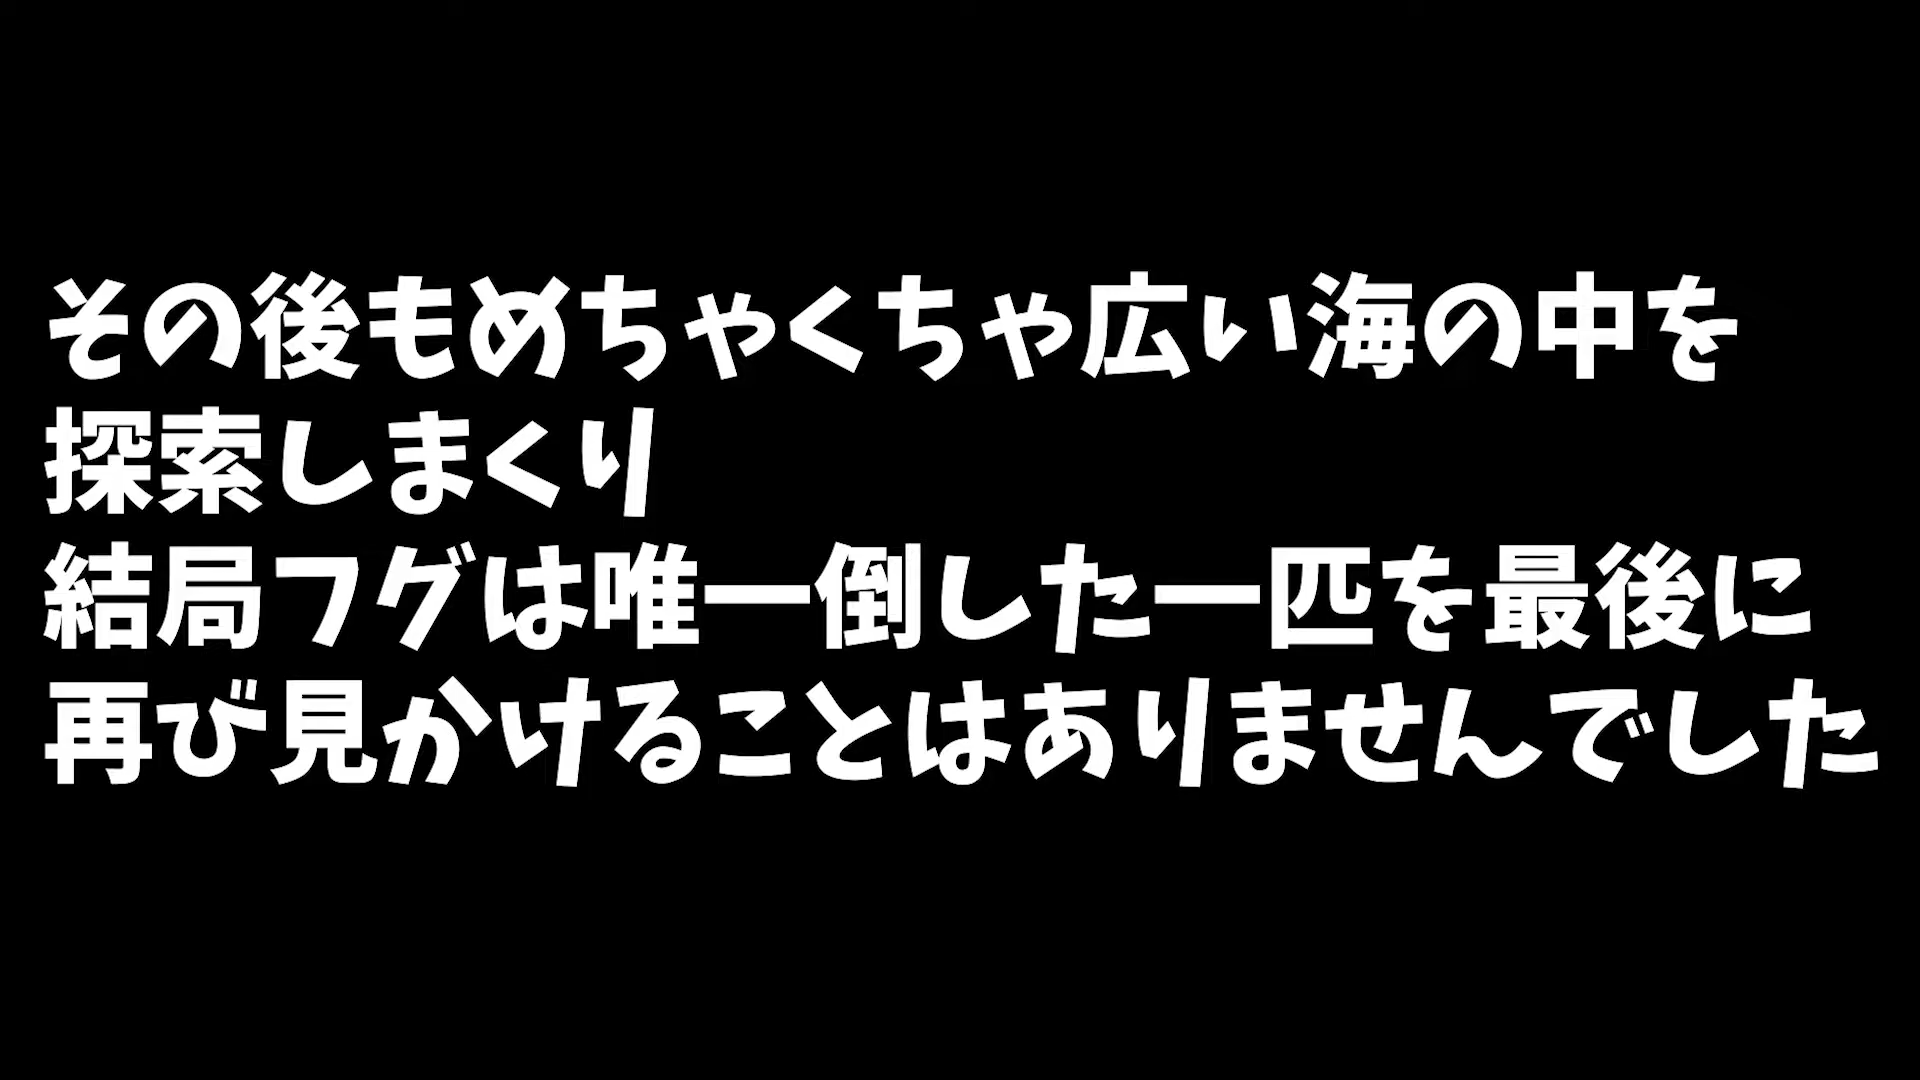 その後もめちゃくちゃ広い海の中を
探索しまくり
結局フグは唯一倒した一匹を最後に
再び見かけることはありませんでした